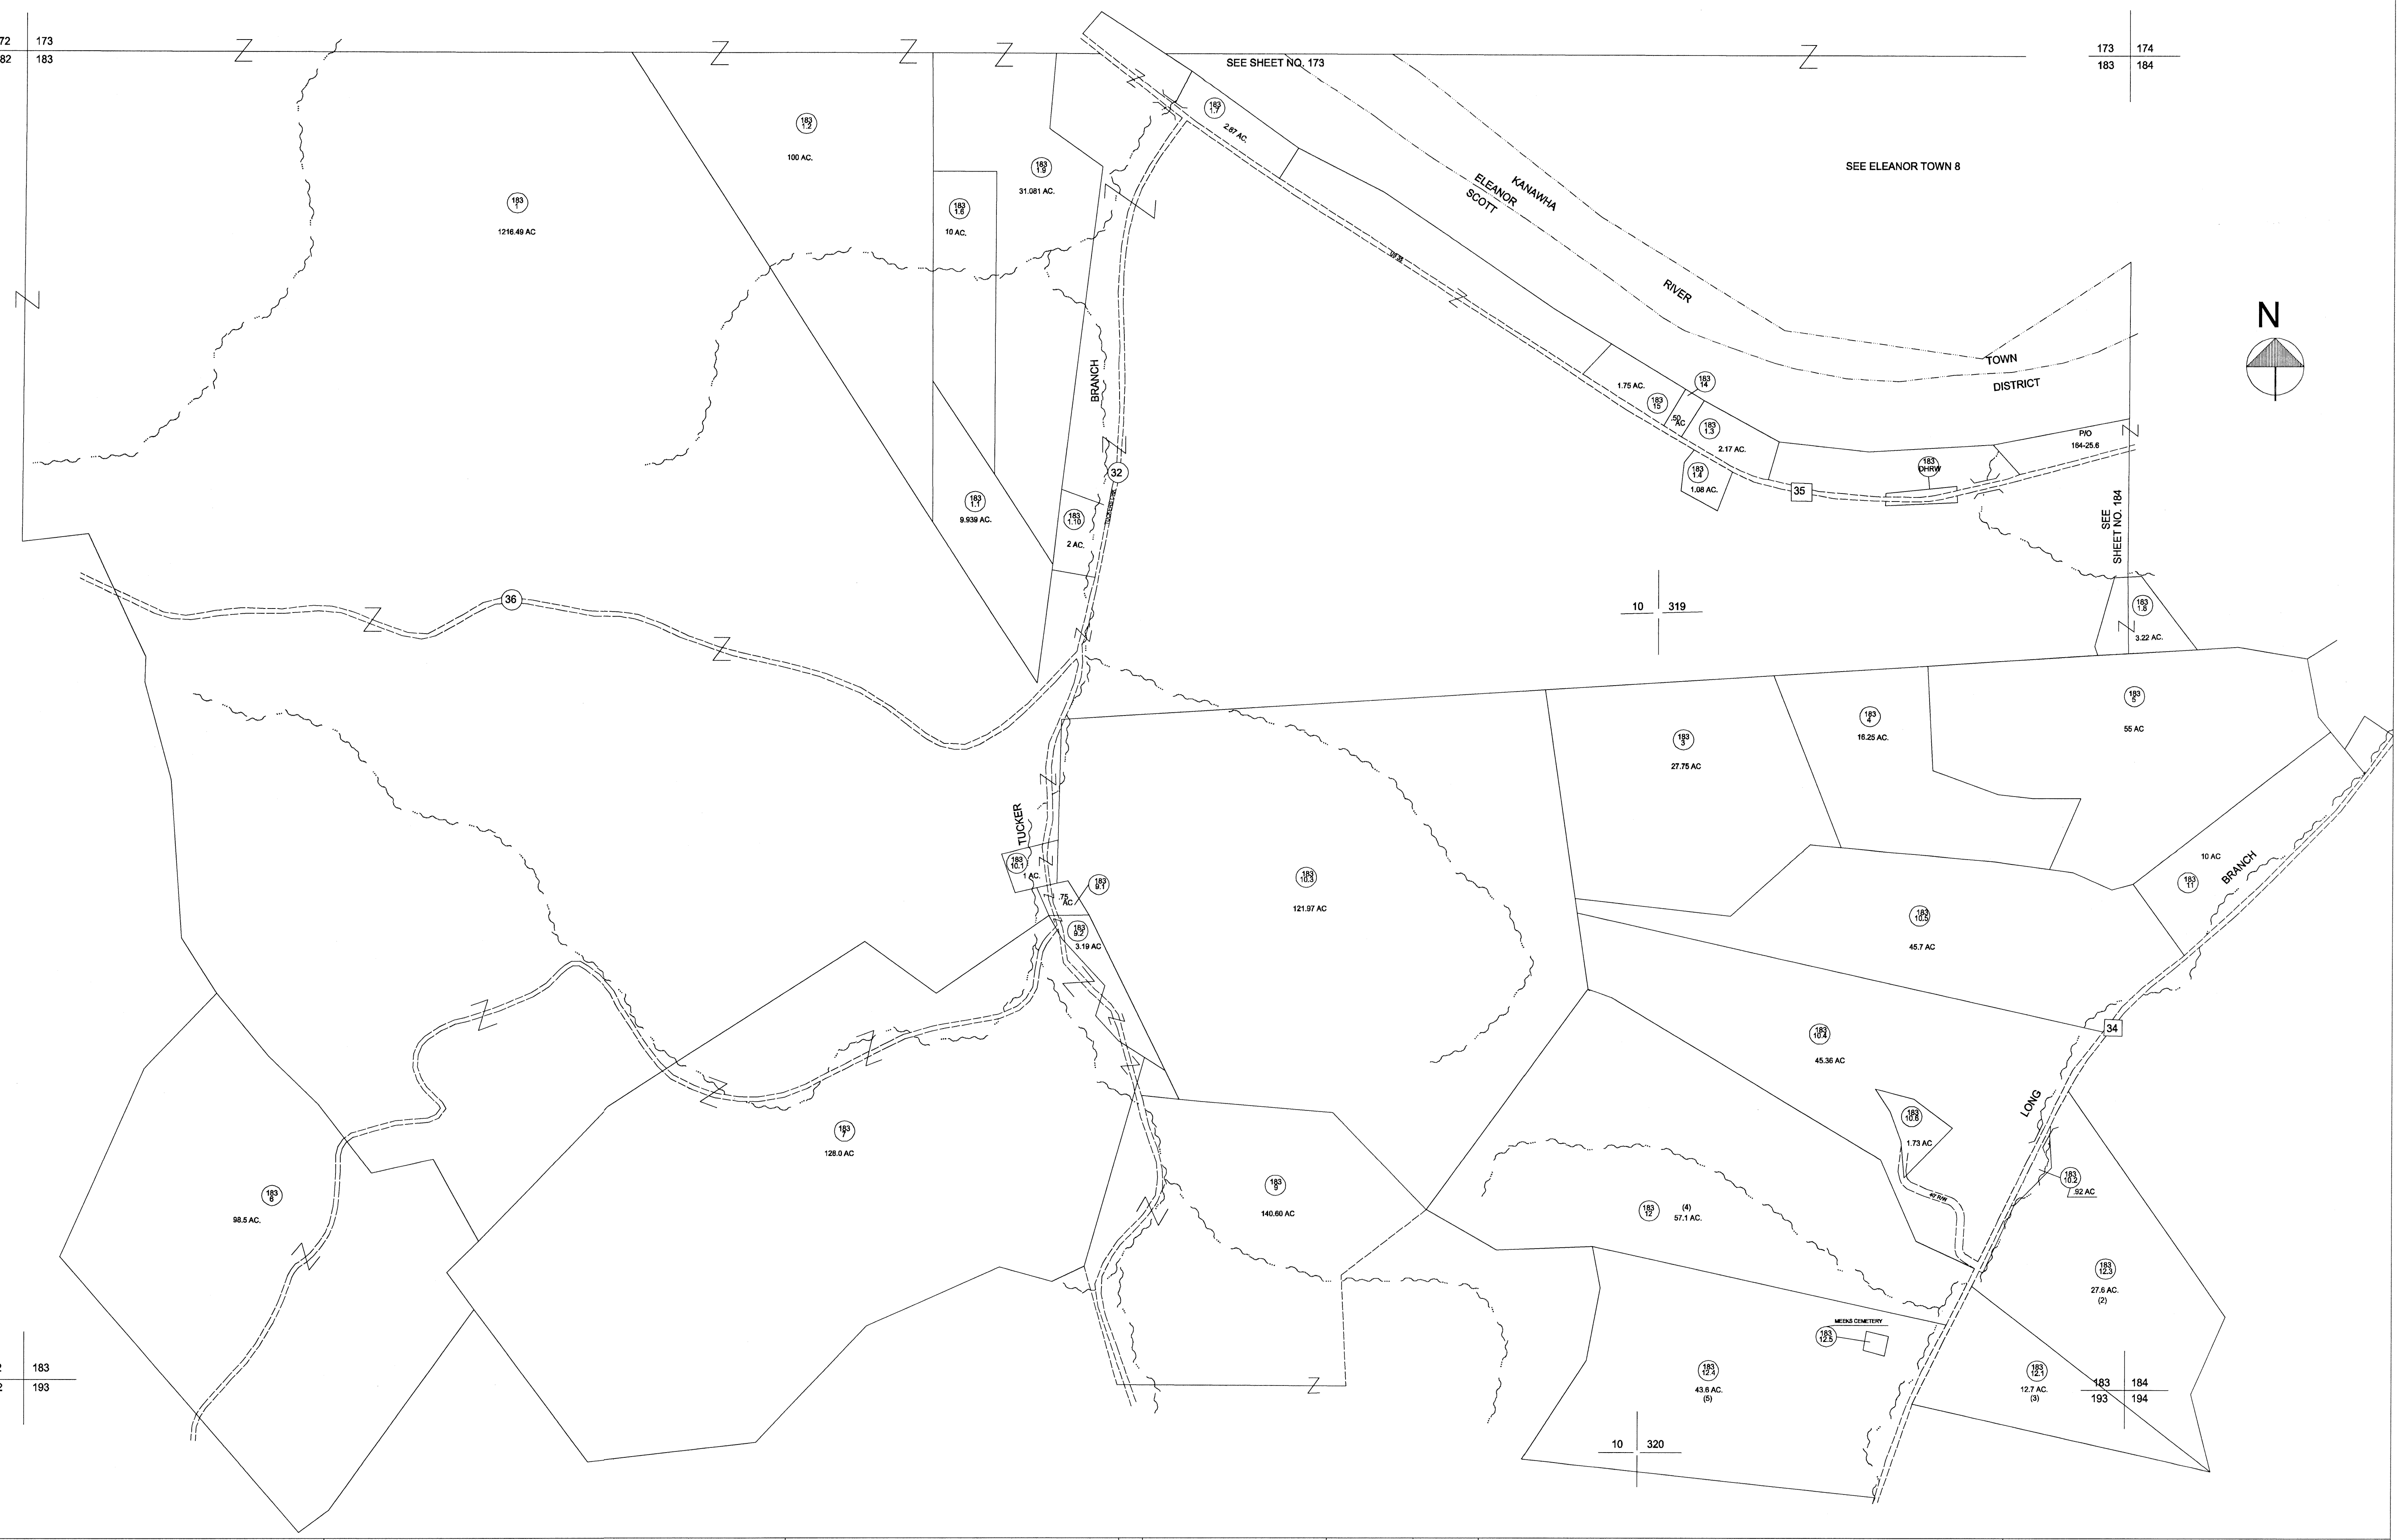 72 173
82 183
SEE SHEET NO. 173
173 174
183 184
183
1.7
2.87 AC.
183
1.2
100 AC.
183
1.9
31.081 AC.
SEE ELEANOR TOWN 8
183
1
1216.49 AC
183
1.6
10 AC.
KANAWHA
ELEANOR
SCOTT
RIVER
N
TOWN
DISTRICT
BRANCH
1.75 AC.
183
14
183
15
.50
AC
183
1.3
2.17 AC.
P/O
184-25.6
32
183
1.4
1.08 AC.
35
183
DHRW
183
1.1
9.939 AC.
183
1.10
2 AC.
SEE
SHEET NO. 184
36
10 319
183
1.8
3.22 AC.
183
3
27.75 AC
183
4
16.25 AC.
183
5
55 AC
TUCKER
183
10.1
1 AC.
183
9.1
.75
AC
183
9.2
3.19 AC
183
10.3
121.97 AC
10 AC
183
11
BRANCH
183
10.5
45.7 AC
34
183
10.4
45.36 AC
LONG
183
10.6
1.73 AC
40' R/W
183
10.2
.92 AC
183
7
128.0 AC
183
9
140.60 AC
183
6
98.5 AC.
183
12
(4)
57.1 AC.
183
12.3
27.6 AC.
(2)
MEEKS CEMETERY
183
12.5
183
12.4
43.6 AC.
(5)
183
12.1
12.7 AC.
(3)
183 184
193 194
2 183
2 193
10 320